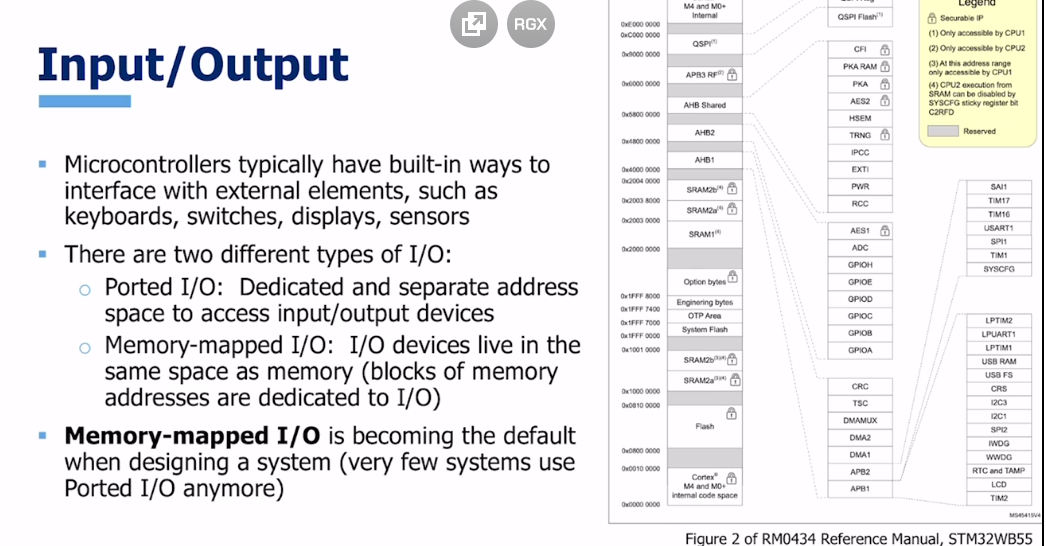 RGX
Input/Output
Microcontrollers typically have built-in ways to
interface with external elements, such as
keyboards, switches, displays, sensors
There are two different types of I/O:
Ported I/O: Dedicated and separate address
space to access input/output devices
Memory-mapped I/O: I/O devices live in the
same space as memory (blocks of memory
addresses are dedicated to I/O)
Memory-mapped I/O is becoming the default
when designing a system (very few systems use
Ported I/O anymore)
M4 and M0+
Internal
0xE000 0000
0xC000 0000
QSPI(1)
0x9000 0000
APB3 RF(2)
0x6000 0000
AHB Shared
0x5800 0000
AHB2
0x4800 0000
AHB1
0x4000 0000
0x2004 0000
SRAM2b(4)
0x2003 8000
SRAM2a(4)
0x2003 0000
SRAM1(4)
0x2000 0000
Option bytes
0x1FFF 8000
Enginering bytes
0x1FFF 7400
OTP Area
0x1FFF 7000
System Flash
0x1FFF 0000
0x1001 0000
SRAM2b(3)(4)
SRAM2a(3)(4)
0x1000 0000
0x0810 0000
Flash
0x0800 0000
0x0010 0000
Cortex®
M4 and M0+
internal code space
0x0000 0000
QSPI Flash(1)
CFI
PKA RAM
PKA
AES2
HSEM
TRNG
IPCC
EXTI
PWR
RCC
AES1
ADC
GPIOH
GPIOE
GPIOD
GPIOC
GPIOB
GPIOA
CRC
TSC
DMAMUX
DMA2
DMA1
APB2
APB1
Legend
Securable IP
(1) Only accessible by CPU1
(2) Only accessible by CPU2
(3) At this address range
only accessible by CPU1
(4) CPU2 execution from
SRAM can be disabled by
SYSCFG sticky register bit
C2RFD
Reserved
SAI1
TIM17
TIM16
USART1
SPI1
TIM1
SYSCFG
LPTIM2
LPUART1
LPTIM1
USB RAM
USB FS
CRS
I2C3
I2C1
SPI2
IWDG
WWDG
RTC and TAMP
LCD
TIM2
MS45415V4
Figure 2 of RM0434 Reference Manual, STM32WB55